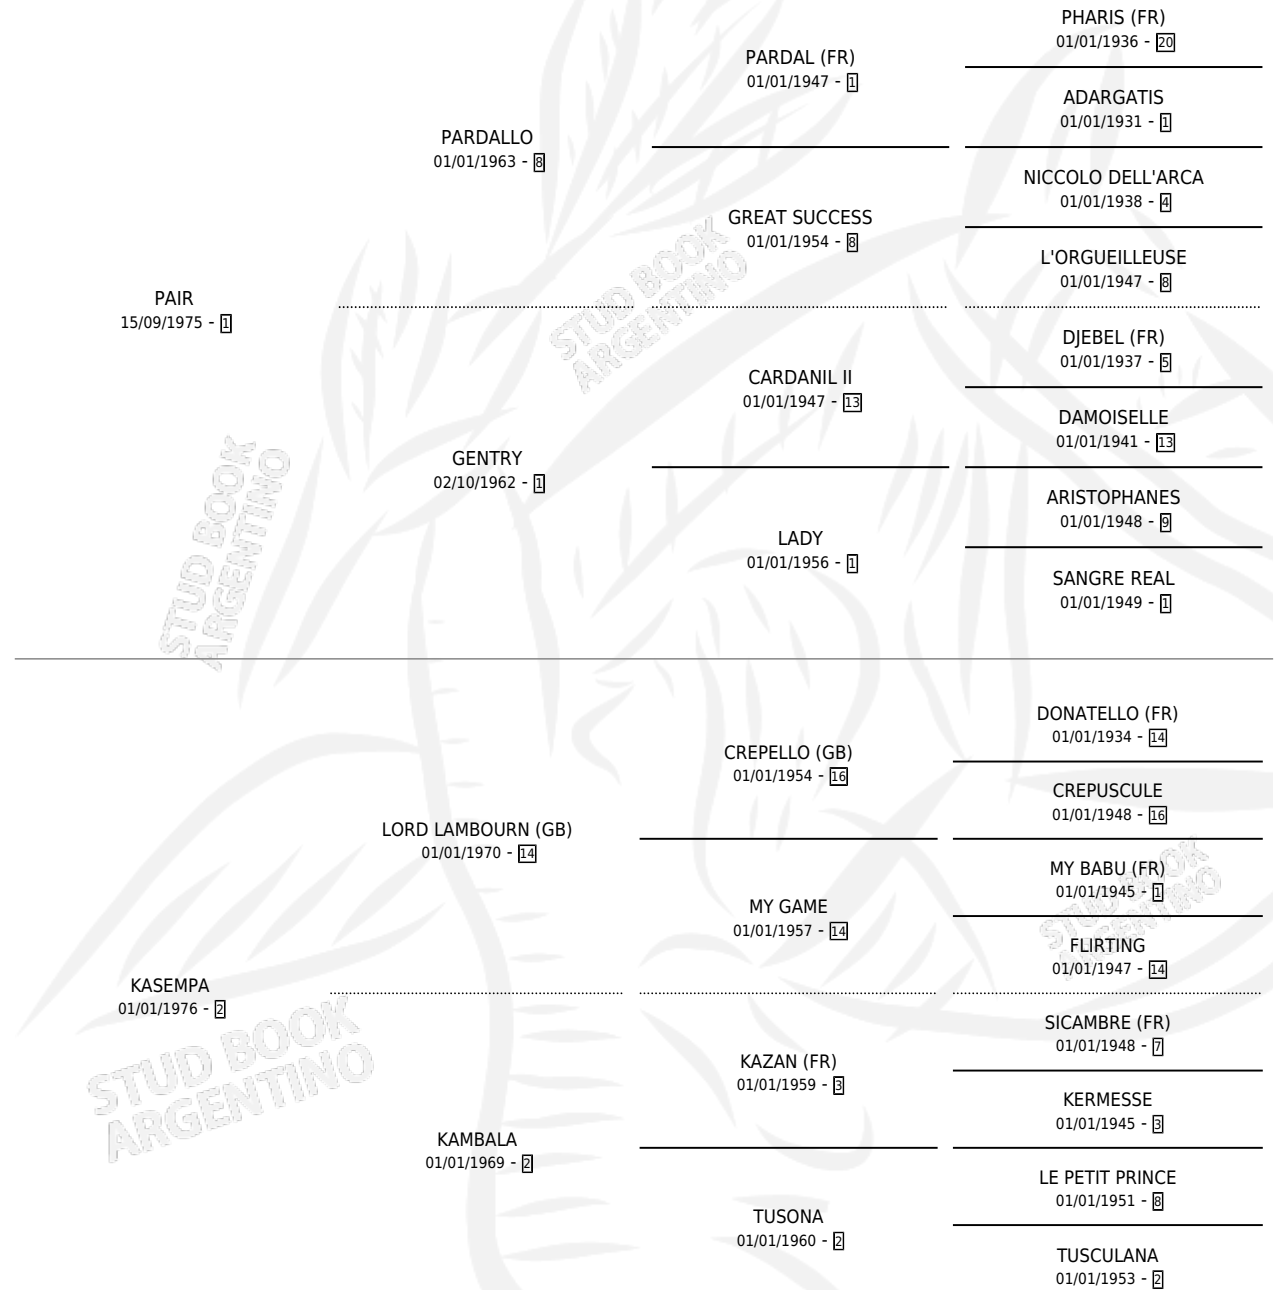 PHARIS (FR)
01/01/1936 - 20
PARDAL (FR)
01/01/1947 - 1
ADARGATIS
01/01/1931 - 1
PARDALLO
01/01/1963 - 8
NICCOLO DELL'ARCA
01/01/1938 - 4
GREAT SUCCESS
01/01/1954 - 8
L'ORGUEILLEUSE
01/01/1947 - 8
PAIR
15/09/1975 - 1
DJEBEL (FR)
01/01/1937 - 5
CARDANIL II
01/01/1947 - 13
DAMOISELLE
01/01/1941 - 13
GENTRY
02/10/1962 - 1
ARISTOPHANES
01/01/1948 - 9
LADY
01/01/1956 - 1
SANGRE REAL
01/01/1949 - 1
DONATELLO (FR)
01/01/1934 - 14
CREPELLO (GB)
01/01/1954 - 16
CREPUSCULE
01/01/1948 - 16
LORD LAMBOURN (GB)
01/01/1970 - 14
MY BABU (FR)
01/01/1945 - 1
MY GAME
01/01/1957 - 14
FLIRTING
01/01/1947 - 14
KASEMPA
01/01/1976 - 2
SICAMBRE (FR)
01/01/1948 - 7
KAZAN (FR)
01/01/1959 - 3
KERMESSE
01/01/1945 - 3
KAMBALA
01/01/1969 - 2
LE PETIT PRINCE
01/01/1951 - 8
TUSONA
01/01/1960 - 2
TUSCULANA
01/01/1953 - 2
STUD BOOK
ARGENTINO
STUD BOOK
ARGENTINO
STUD BOOK
ARGENTINO
STUD BOOK
ARGENTINO